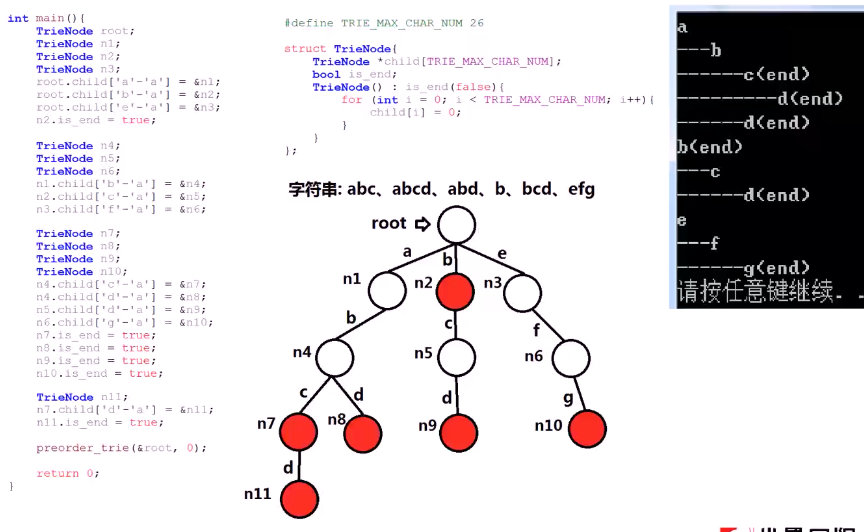 int main(){
TrieNode root;
TrieNode n1;
TrieNode n2;
TrieNode n3;
root.child['a'-'a'] = &n1;
root.child['b'-'a'] = &n2;
root.child['e'-'a'] = &n3;
n2.is_end = true;
TrieNode n4;
TrieNode n5;
TrieNode n6;
n1.child['b'-'a'] = &n4;
n2.child['c'-'a'] = &n5;
n3.child['f'-'a'] = &n6;
TrieNode n7;
TrieNode n8;
TrieNode n9;
TrieNode n10;
n4.child['c'-'a'] = &n7;
n4.child['d'-'a'] = &n8;
n5.child['d'-'a'] = &n9;
n6.child['g'-'a'] = &n10;
n7.is_end = true;
n8.is_end = true;
n9.is_end = true;
n10.is_end = true;
TrieNode n11;
n7.child['d'-'a'] = &n11;
n11.is_end = true;
preorder_trie(&root, 0);
return 0;
}
#define TRIE_MAX_CHAR_NUM 26
struct TrieNode{
TrieNode *child[TRIE_MAX_CHAR_NUM];
bool is_end;
TrieNode() : is_end(false){
for (int i = 0; i < TRIE_MAX_CHAR_NUM; i++){
child[i] = 0;
}
}
};
字符串: abc、abcd、abd、b、bcd、efg
root
a
b
e
n1
n2
n3
b
c
f
n4
n5
n6
c
d
d
g
n7
n8
n9
n10
d
n11
a
---b
------c(end)
---------d(end)
------d(end)
b(end)
---c
------d(end)
e
---f
------g(end)
请按任意键继续. .